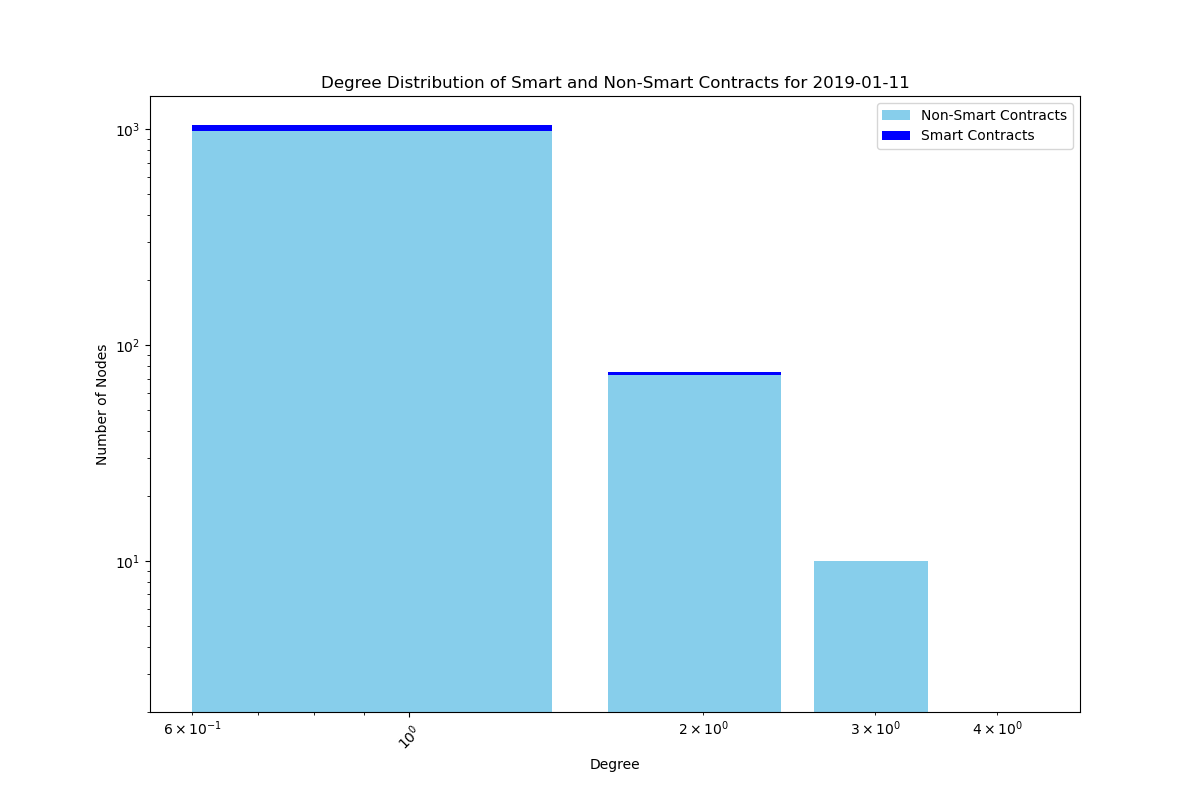 Degree Distribution of Smart and Non-Smart Contracts for 2019-01-11
Non-Smart Contracts
Smart Contracts
Number of Nodes
10³
10²
10¹
6 × 10⁻¹
10⁰
2 × 10⁰
3 × 10⁰
4 × 10⁰
Degree